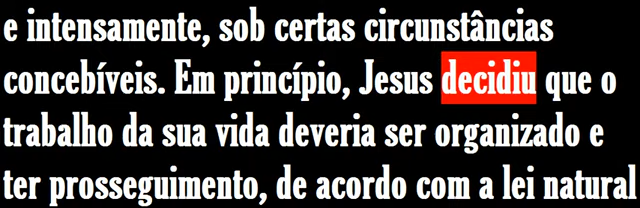 e intensamente, sob certas circunstâncias
concebíveis. Em princípio, Jesus decidiu que o
trabalho da sua vida deveria ser organizado e
ter prosseguimento, de acordo com a lei natural